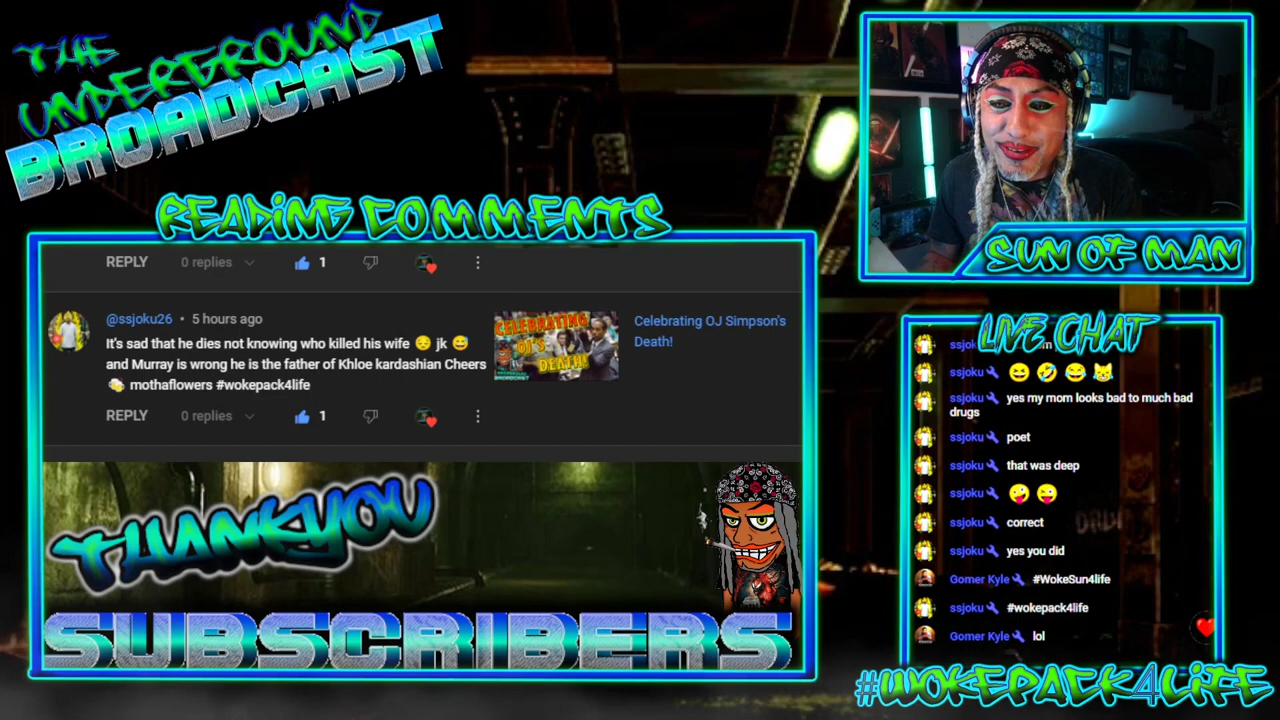 THE
UNDERGROUND
BROADCAST
READING COMMENTS
REPLY 0 replies 1
@ssjoku26 • 5 hours ago
It's sad that he dies not knowing who killed his wife 😔 jk 😅
and Murray is wrong he is the father of Khloe kardashian Cheers
🍻 mothaflowers #wokepack4life
REPLY 0 replies 1
CELEBRATING
OJ'S
DEATH!
BROADCAST
Celebrating OJ Simpson's
Death!
THANKYOU
SUBSCRIBERS
SUN OF MAN
LIVE CHAT
ssjoku 😆 🤣 😂 😹
ssjoku yes my mom looks bad to much bad
drugs
ssjoku poet
ssjoku that was deep
ssjoku 🤪 😜
ssjoku correct
ssjoku yes you did
Gomer Kyle #WokeSun4life
ssjoku #wokepack4life
Gomer Kyle lol
#WOKEPACK4LIFE